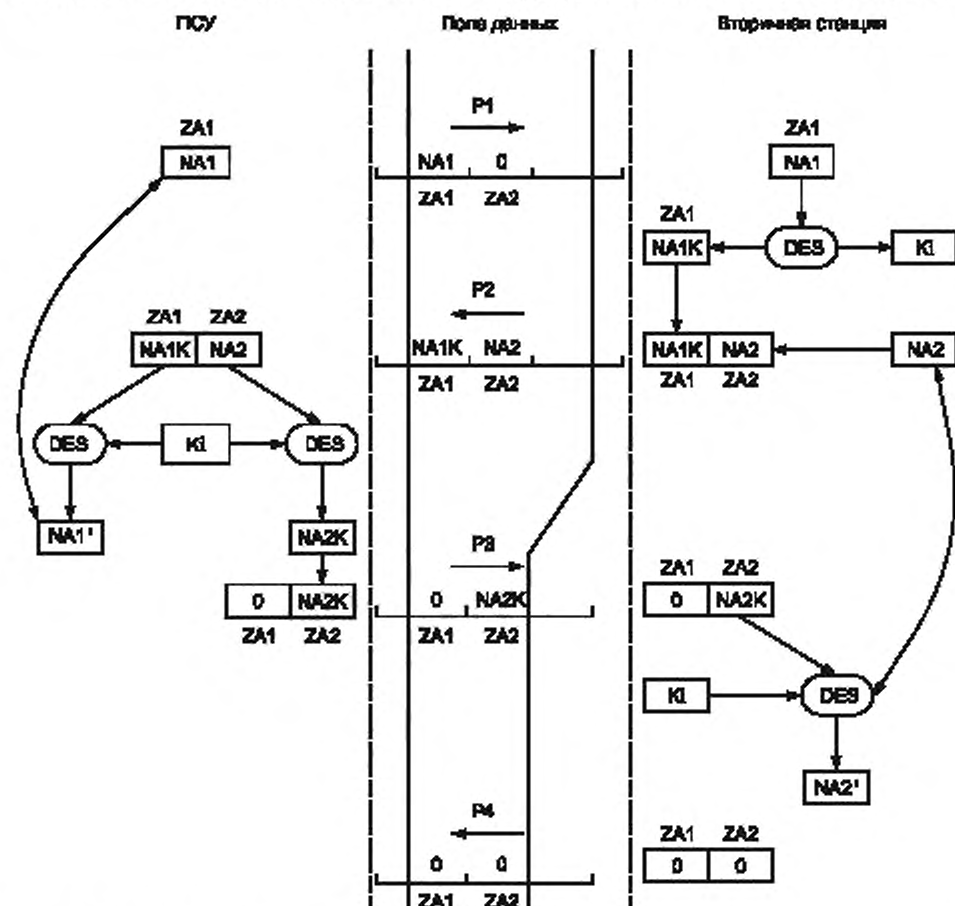 ПСУ
Поле данных
Вторичная станция
P1
ZA1
NA1
NA1 0
ZA1 ZA2
ZA1
NA1
ZA1
NA1K
DES
Ki
P2
ZA1 ZA2
NA1K NA2
NA1K NA2
ZA1 ZA2
NA1K NA2
ZA1 ZA2
NA2
DES
Ki
DES
NA1'
NA2K
P3
0 NA2K
ZA1 ZA2
0 NA2K
ZA1 ZA2
ZA1 ZA2
0 NA2K
Ki
DES
NA2'
P4
0 0
ZA1 ZA2
ZA1 ZA2
0 0